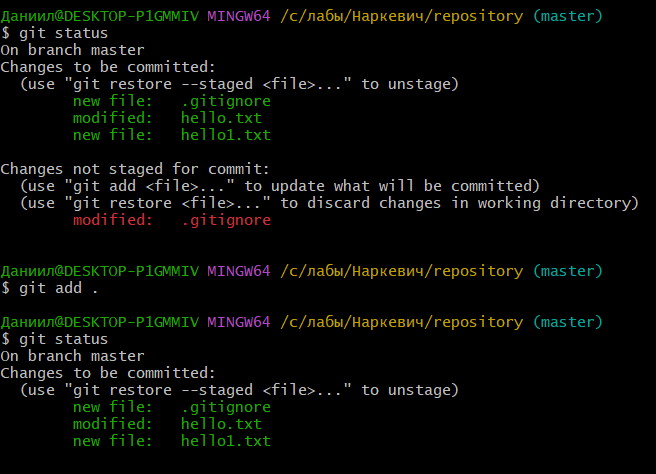 Даниил@DESKTOP-P1GMMIV MINGW64 /c/лабы/Наркевич/repository (master)
$ git status
On branch master
Changes to be committed:
  (use "git restore --staged <file>..." to unstage)
        new file:   .gitignore
        modified:   hello.txt
        new file:   hello1.txt

Changes not staged for commit:
  (use "git add <file>..." to update what will be committed)
  (use "git restore <file>..." to discard changes in working directory)
        modified:   .gitignore

Даниил@DESKTOP-P1GMMIV MINGW64 /c/лабы/Наркевич/repository (master)
$ git add .

Даниил@DESKTOP-P1GMMIV MINGW64 /c/лабы/Наркевич/repository (master)
$ git status
On branch master
Changes to be committed:
  (use "git restore --staged <file>..." to unstage)
        new file:   .gitignore
        modified:   hello.txt
        new file:   hello1.txt